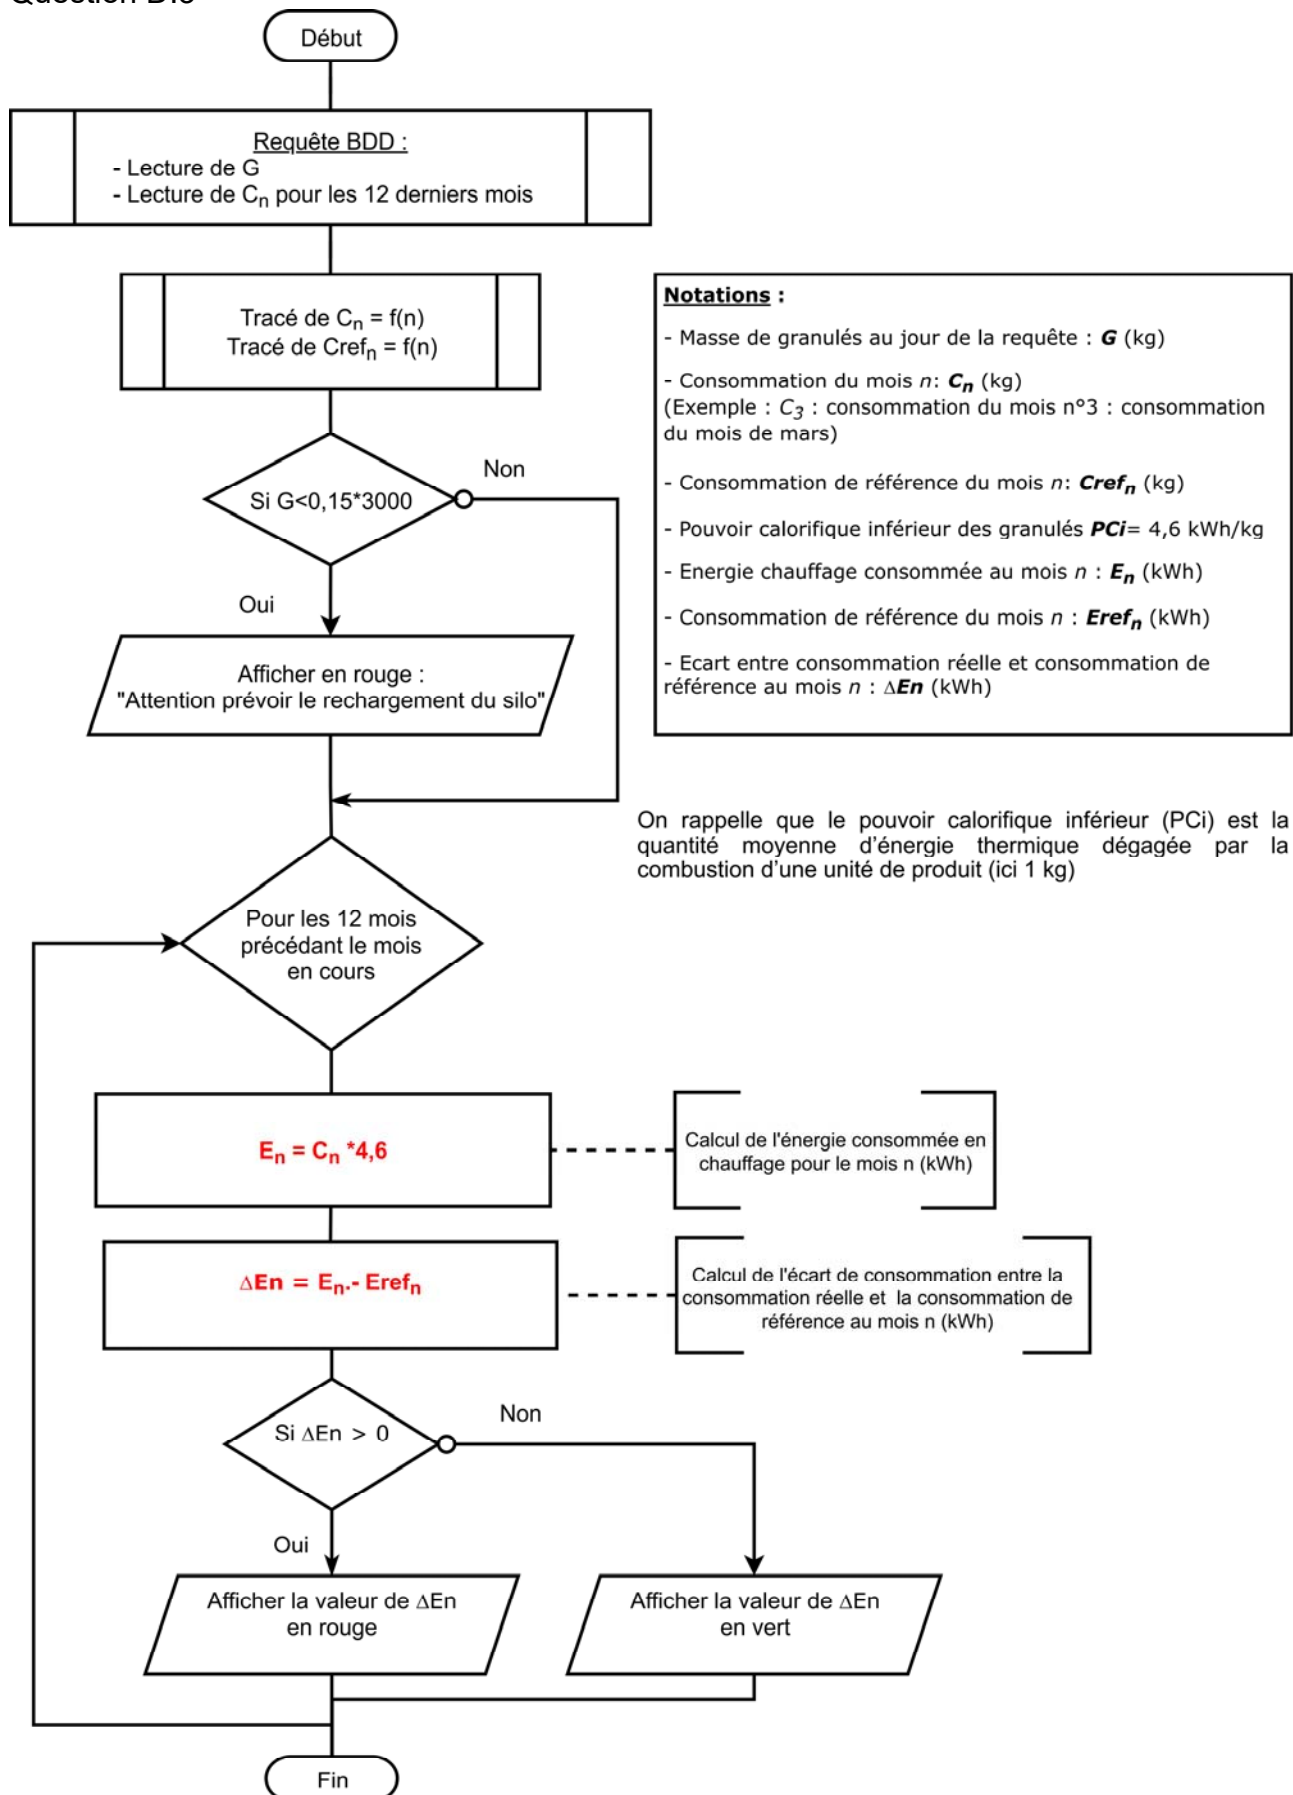 Début
Requête BDD :
- Lecture de G
- Lecture de Cn pour les 12 derniers mois
Tracé de Cn = f(n)
Tracé de Crefn = f(n)
Notations :
- Masse de granulés au jour de la requête : G (kg)
- Consommation du mois n: Cn (kg)
(Exemple : C3 : consommation du mois n°3 : consommation
du mois de mars)
- Consommation de référence du mois n: Crefn (kg)
- Pouvoir calorifique inférieur des granulés PCi= 4,6 kWh/kg
- Energie chauffage consommée au mois n : En (kWh)
- Consommation de référence du mois n : Erefn (kWh)
- Ecart entre consommation réelle et consommation de
référence au mois n : ΔEn (kWh)
Si G<0,15*3000
Non
Oui
Afficher en rouge :
"Attention prévoir le rechargement du silo"
On rappelle que le pouvoir calorifique inférieur (PCi) est la
quantité moyenne d'énergie thermique dégagée par la
combustion d'une unité de produit (ici 1 kg)
Pour les 12 mois
précédant le mois
en cours
En = Cn *4,6
Calcul de l'énergie consommée en
chauffage pour le mois n (kWh)
ΔEn = En.- Erefn
Calcul de l'écart de consommation entre la
consommation réelle et la consommation de
référence au mois n (kWh)
Si ΔEn > 0
Non
Oui
Afficher la valeur de ΔEn
en rouge
Afficher la valeur de ΔEn
en vert
Fin